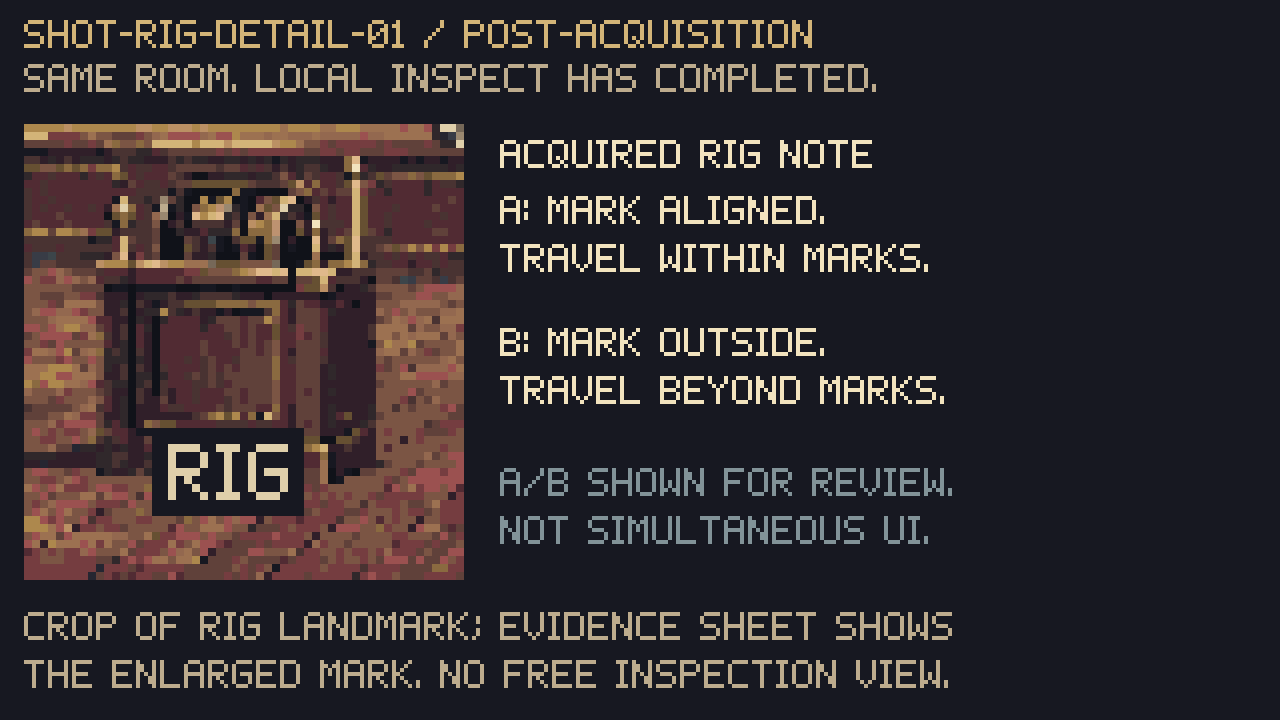 SHOT-RIG-DETAIL-01 / POST-ACQUISITION
SAME ROOM. LOCAL INSPECT HAS COMPLETED.
ACQUIRED RIG NOTE
A: MARK ALIGNED.
TRAVEL WITHIN MARKS.
B: MARK OUTSIDE.
TRAVEL BEYOND MARKS.
A/B SHOWN FOR REVIEW.
NOT SIMULTANEOUS UI.
RIG
CROP OF RIG LANDMARK; EVIDENCE SHEET SHOWS
THE ENLARGED MARK. NO FREE INSPECTION VIEW.